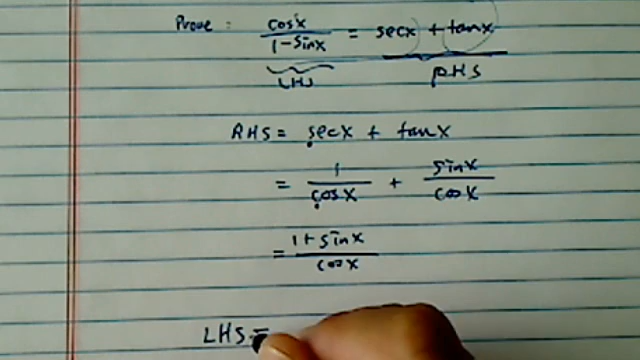 Prove : cosx / 1 - sinx = secx + tanx
LHS RHS
RHS = secx + tanx
= 1 / cosx + sinx / cosx
= 1 + sinx / cosx
LHS =